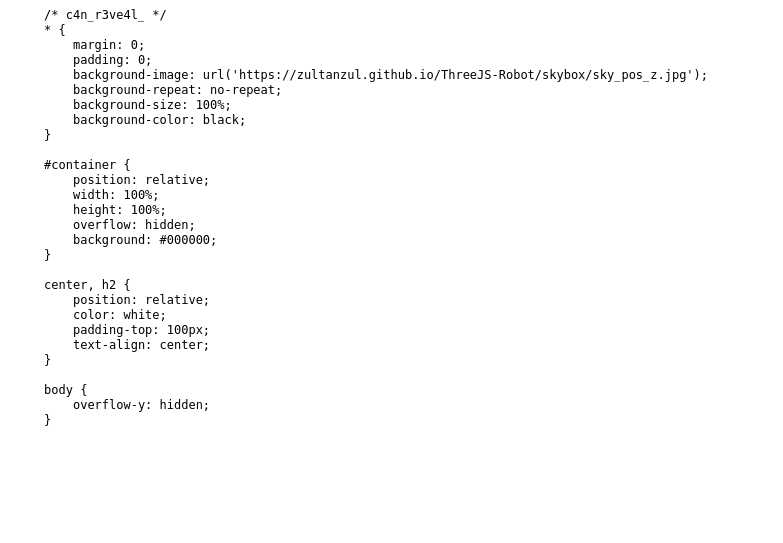 /* c4n_r3ve4l_ */
* {
    margin: 0;
    padding: 0;
    background-image: url('https://zultanzul.github.io/ThreeJS-Robot/skybox/sky_pos_z.jpg');
    background-repeat: no-repeat;
    background-size: 100%;
    background-color: black;
}

#container {
    position: relative;
    width: 100%;
    height: 100%;
    overflow: hidden;
    background: #000000;
}

center, h2 {
    position: relative;
    color: white;
    padding-top: 100px;
    text-align: center;
}

body {
    overflow-y: hidden;
}